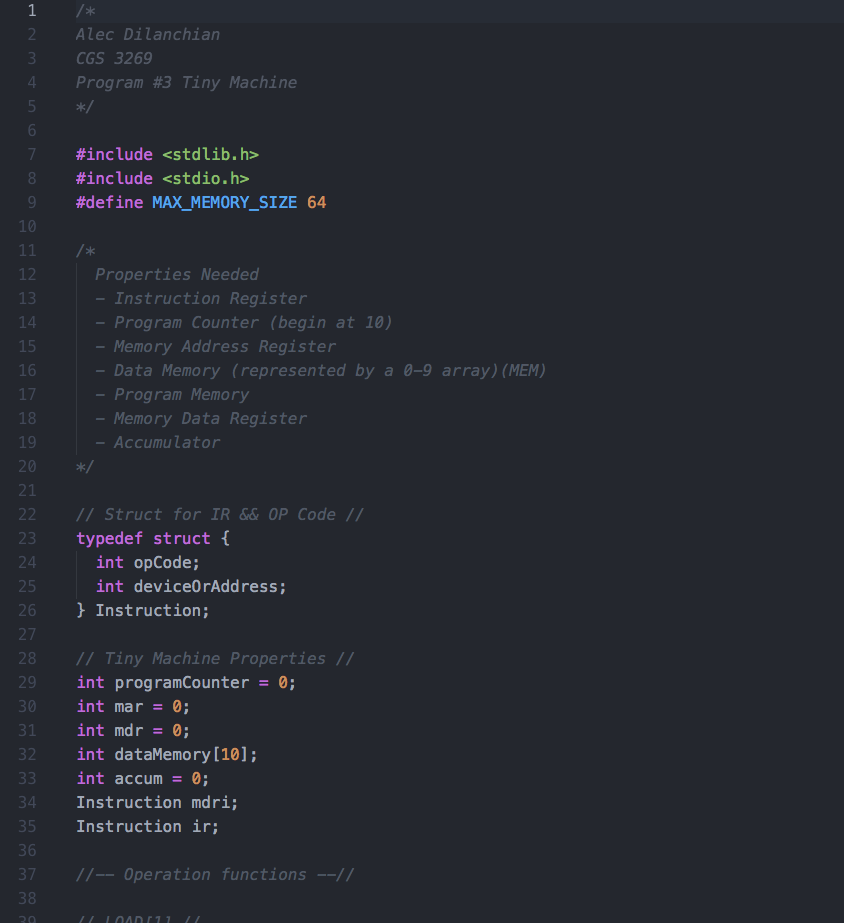 1 /*
2 Alec Dilanchian
3 CGS 3269
4 Program #3 Tiny Machine
5 */
6
7 #include <stdlib.h>
8 #include <stdio.h>
9 #define MAX_MEMORY_SIZE 64
10
11 /*
12 Properties Needed
13 - Instruction Register
14 - Program Counter (begin at 10)
15 - Memory Address Register
16 - Data Memory (represented by a 0-9 array)(MEM)
17 - Program Memory
18 - Memory Data Register
19 - Accumulator
20 */
21
22 // Struct for IR && OP Code //
23 typedef struct {
24 int opCode;
25 int deviceOrAddress;
26 } Instruction;
27
28 // Tiny Machine Properties //
29 int programCounter = 0;
30 int mar = 0;
31 int mdr = 0;
32 int dataMemory[10];
33 int accum = 0;
34 Instruction mdri;
35 Instruction ir;
36
37 //-- Operation functions --//
38
39 // LOAD[1] //